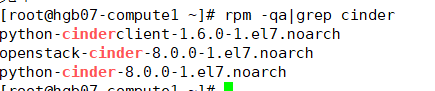 [root@hgb07-compute1 ~]# rpm -qa|grep cinder
python-cinderclient-1.6.0-1.el7.noarch
openstack-cinder-8.0.0-1.el7.noarch
python-cinder-8.0.0-1.el7.noarch
[root@hgb07-compute1 ~]#